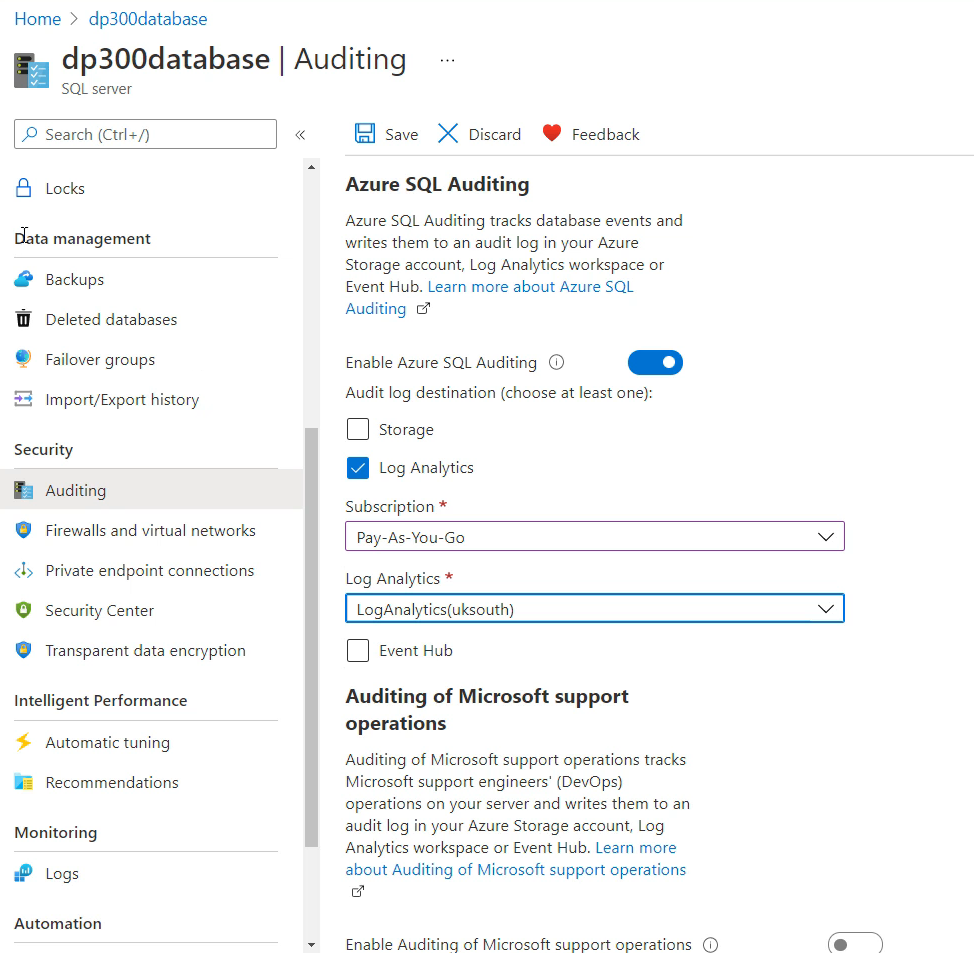 Home > dp300database
dp300database | Auditing ...
SQL server
Search (Ctrl+/)
«
Locks
Data management
Backups
Deleted databases
Failover groups
Import/Export history
Security
Auditing
Firewalls and virtual networks
Private endpoint connections
Security Center
Transparent data encryption
Intelligent Performance
Automatic tuning
Recommendations
Monitoring
Logs
Automation
Save Discard Feedback
Azure SQL Auditing
Azure SQL Auditing tracks database events and
writes them to an audit log in your Azure
Storage account, Log Analytics workspace or
Event Hub. Learn more about Azure SQL
Auditing
Enable Azure SQL Auditing
Audit log destination (choose at least one):
Storage
Log Analytics
Subscription *
Pay-As-You-Go
Log Analytics *
LogAnalytics(uksouth)
Event Hub
Auditing of Microsoft support
operations
Auditing of Microsoft support operations tracks
Microsoft support engineers' (DevOps)
operations on your server and writes them to an
audit log in your Azure Storage account, Log
Analytics workspace or Event Hub. Learn more
about Auditing of Microsoft support operations
Enable Auditing of Microsoft support operations